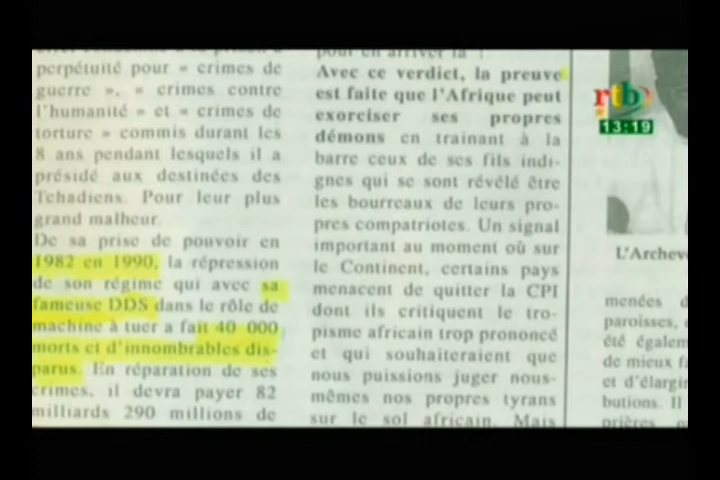 perpétuité pour « crimes de
guerre », « crimes contre
l'humanité » et « crimes de
torture » commis durant les
8 ans pendant lesquels il a
présidé aux destinées des
Tchadiens. Pour leur plus
grand malheur.
De sa prise de pouvoir en
1982 en 1990, la répression
de son régime qui avec sa
fameuse DDS dans le rôle de
machine à tuer a fait 40 000
morts et d'innombrables dis-
parus. En réparation de ses
crimes, il devra payer 82
milliards 290 millions de
pour en arriver là !
Avec ce verdict, la preuve
est faite que l'Afrique peut
exorciser ses propres
démons en trainant à la
barre ceux de ses fils indi-
gnes qui se sont révélé être
les bourreaux de leurs pro-
pres compatriotes. Un signal
important au moment où sur
le Continent, certains pays
menacent de quitter la CPI
dont ils critiquent le tro-
pisme africain trop prononcé
et qui souhaiteraient que
nous puissions juger nous-
mêmes nos propres tyrans
sur le sol africain. Mais
rtb
13:19
L'Archev
menées d
paroisses,
été égalem
de mieux f
et d'élargir
butions. Il
prières